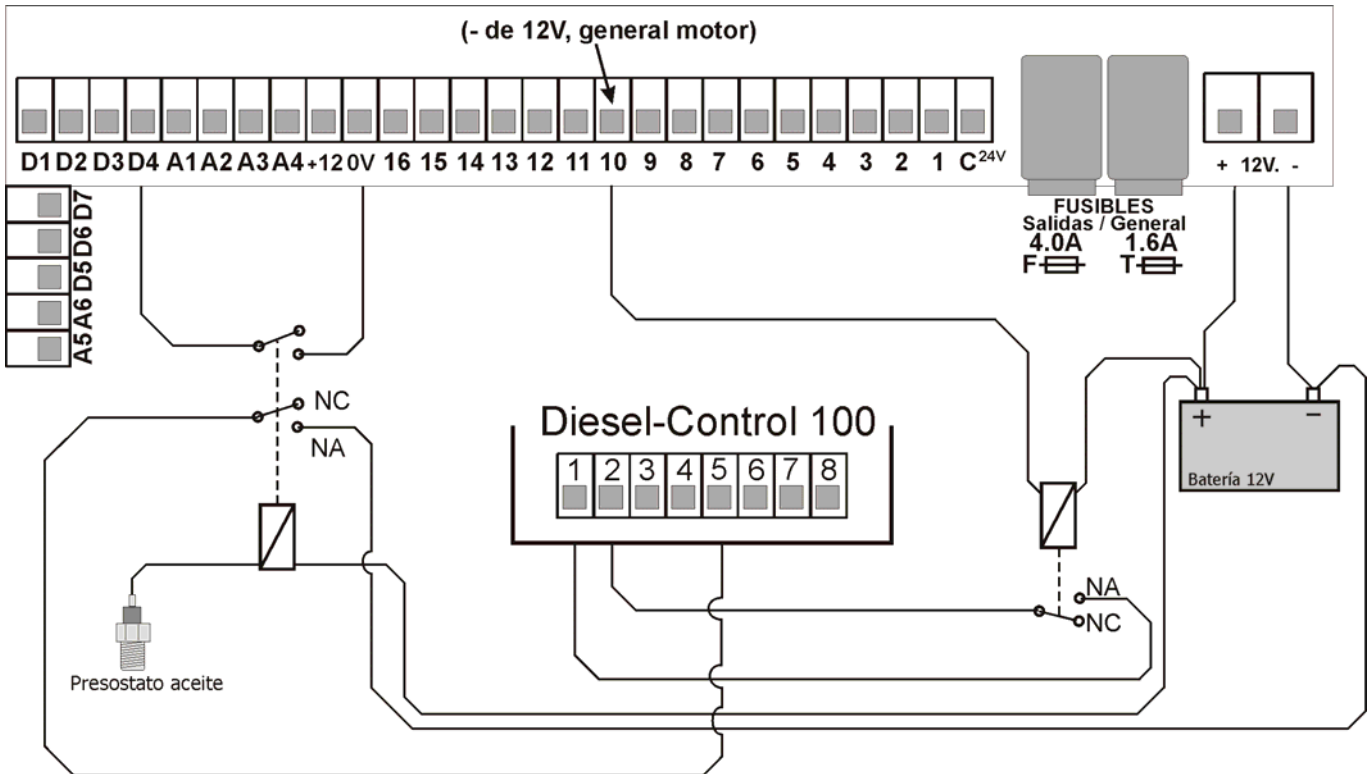 (- de 12V, general motor)
D1 D2 D3 D4 A1 A2 A3 A4 +12 0V 16 15 14 13 12 11 10 9 8 7 6 5 4 3 2 1 C 24V
+ 12V. -
D7
D6
D5
A6
A5
FUSIBLES
Salidas / General
4.0A 1.6A
F T
NC
NA
Diesel-Control 100
1 2 3 4 5 6 7 8
+ -
Batería 12V
NA
NC
Presostato aceite